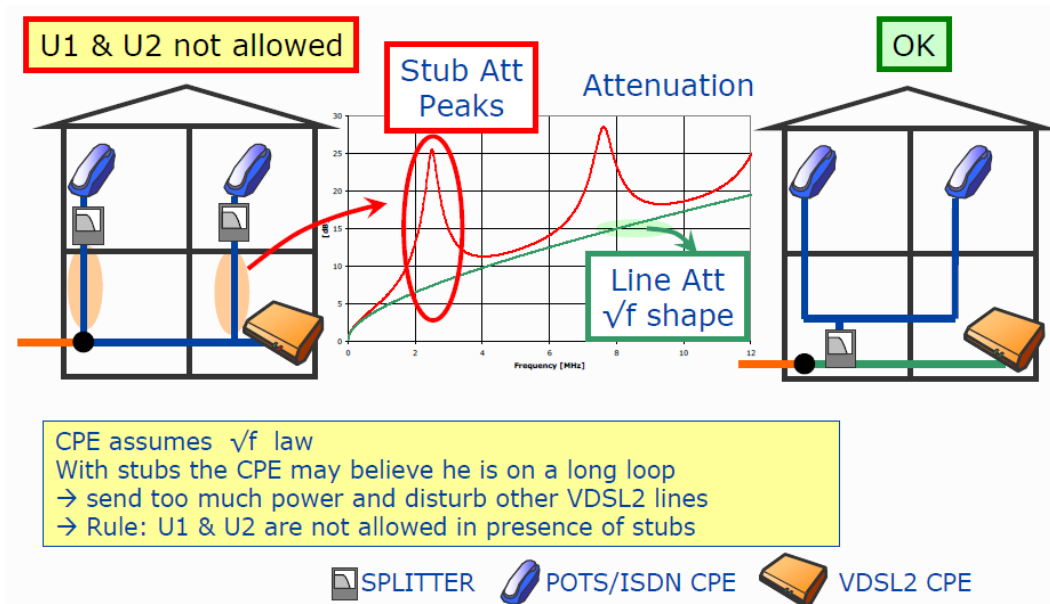 U1 & U2 not allowed
Stub Att
Peaks
Attenuation
OK
30
25
20
15
10
5
0
[dB]
0
2
4
6
8
10
12
Frequency [MHz]
Line Att
√f shape
CPE assumes √f law
With stubs the CPE may believe he is on a long loop
→ send too much power and disturb other VDSL2 lines
→ Rule: U1 & U2 are not allowed in presence of stubs
SPLITTER
POTS/ISDN CPE
VDSL2 CPE